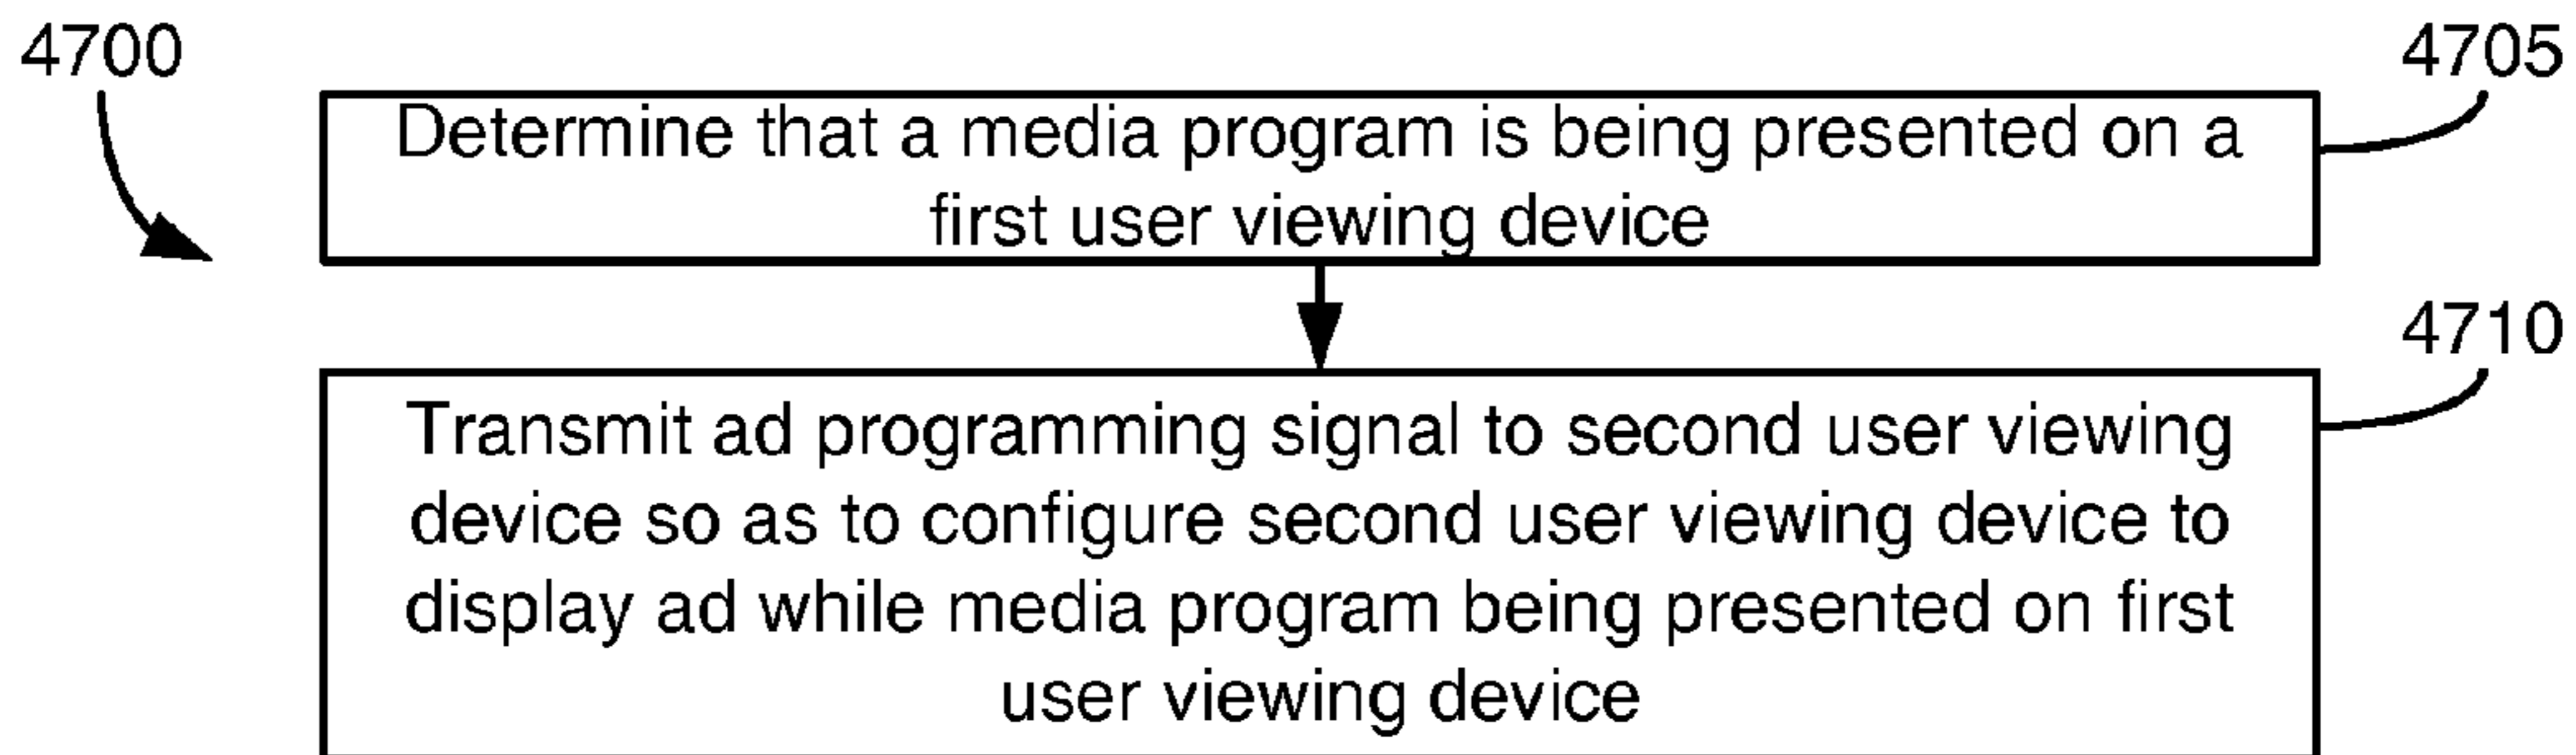 4700
4705
Determine that a media program is being presented on a
first user viewing device
4710
Transmit ad programming signal to second user viewing
device so as to configure second user viewing device to
display ad while media program being presented on first
user viewing device